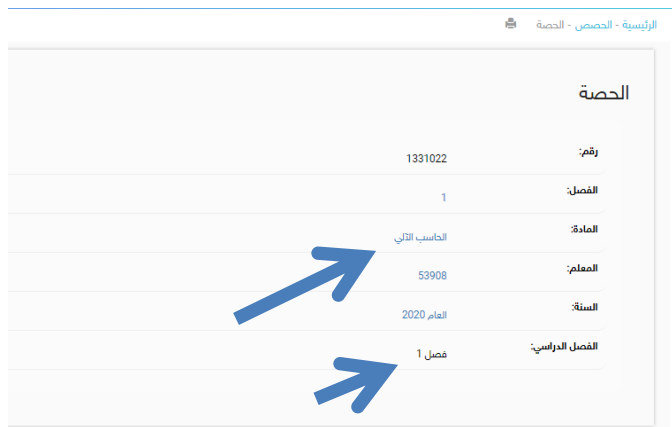 الرئيسية - الحصص - الحصة
الحصة
رقم: 1331022
الفصل: 1
المادة: الحاسب الآلي
المعلم: 53908
السنة: العام 2020
الفصل الدراسي: فصل 1